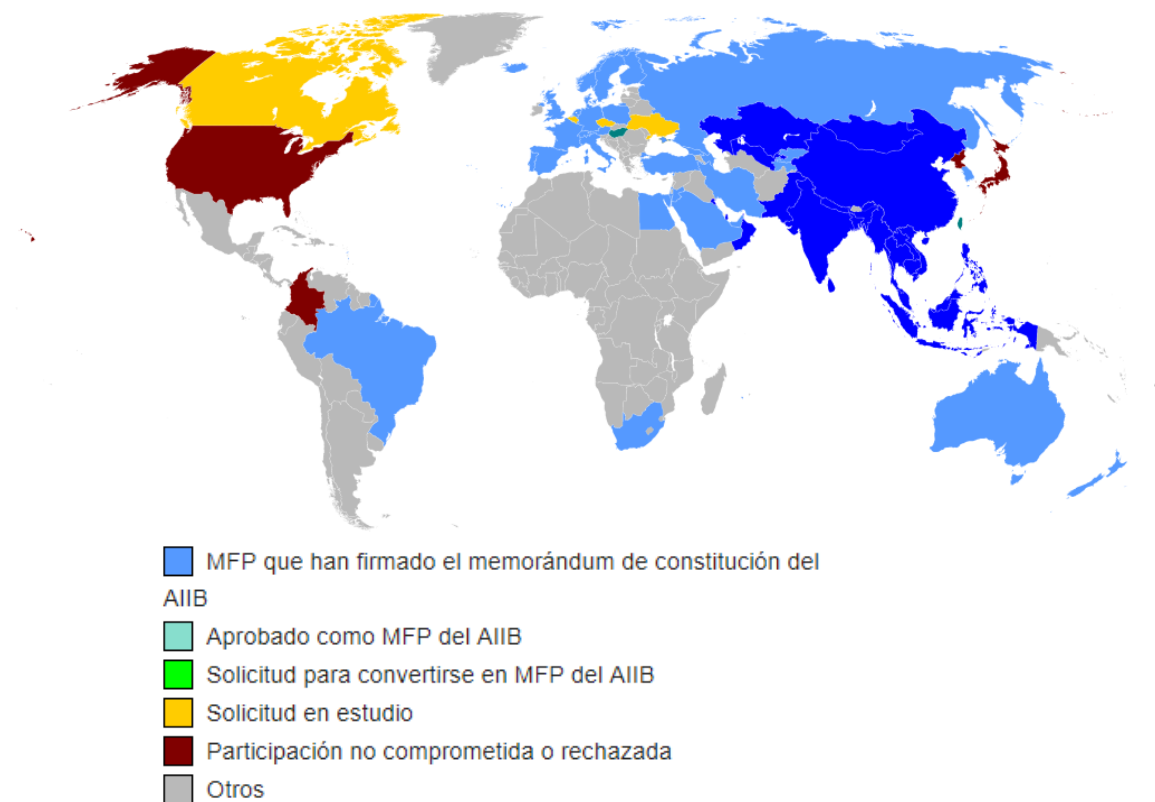 MFP que han firmado el memorándum de constitución del
AIIB
Aprobado como MFP del AIIB
Solicitud para convertirse en MFP del AIIB
Solicitud en estudio
Participación no comprometida o rechazada
Otros